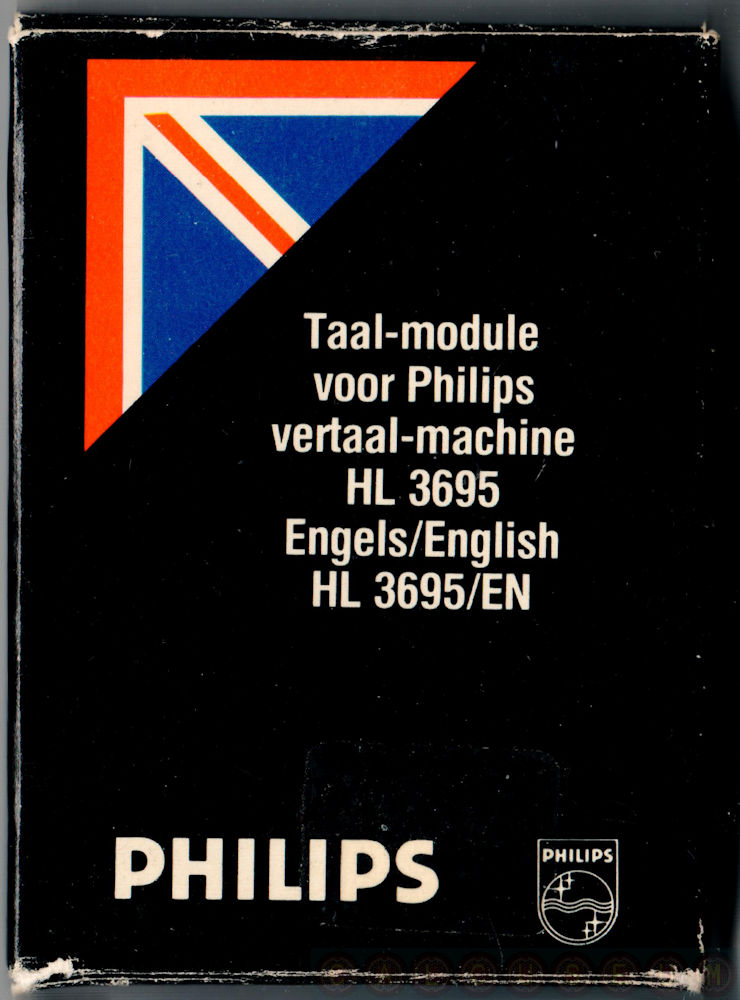 Taal-module
voor Philips
vertaal-machine
HL 3695
Engels/English
HL 3695/EN
PHILIPS
PHILIPS